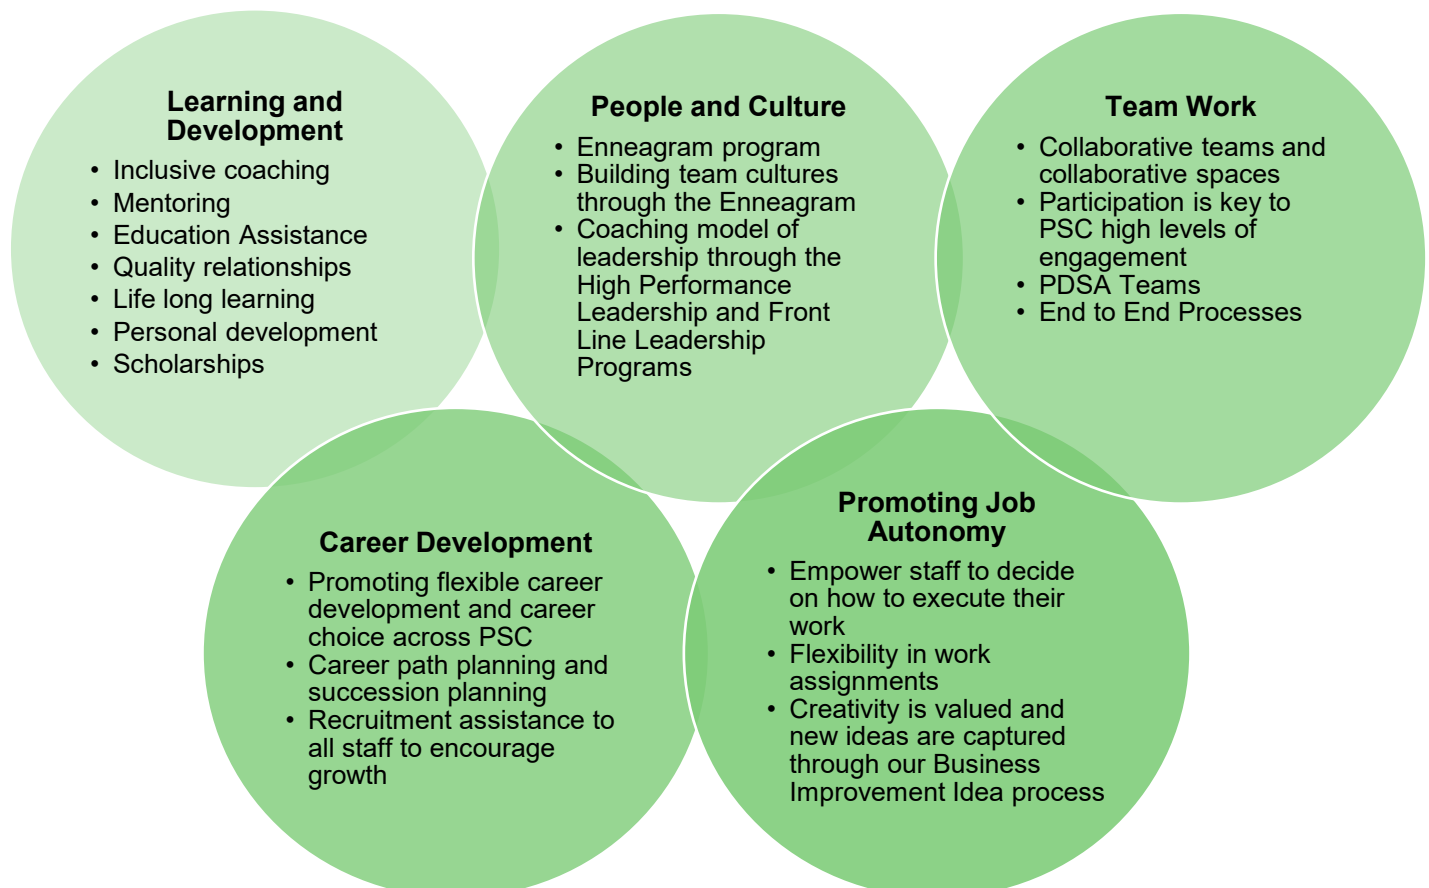 Learning and
Development
• Inclusive coaching
• Mentoring
• Education Assistance
• Quality relationships
• Life long learning
• Personal development
• Scholarships
People and Culture
• Enneagram program
• Building team cultures
through the Enneagram
• Coaching model of
leadership through the
High Performance
Leadership and Front
Line Leadership
Programs
Team Work
• Collaborative teams and
collaborative spaces
• Participation is key to
PSC high levels of
engagement
• PDSA Teams
• End to End Processes
Career Development
• Promoting flexible career
development and career
choice across PSC
• Career path planning and
succession planning
• Recruitment assistance to
all staff to encourage
growth
Promoting Job
Autonomy
• Empower staff to decide
on how to execute their
work
• Flexibility in work
assignments
• Creativity is valued and
new ideas are captured
through our Business
Improvement Idea process